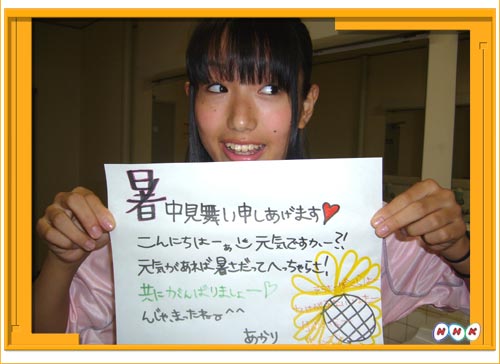 暑中見舞い申しあげます♥
こんにちはーぁ 元気ですかー?!
元気があれば暑さだってへっちゃらさ!
共にがんばりましょー♡
んじゃ、まったねョ^^
あかり
NHK